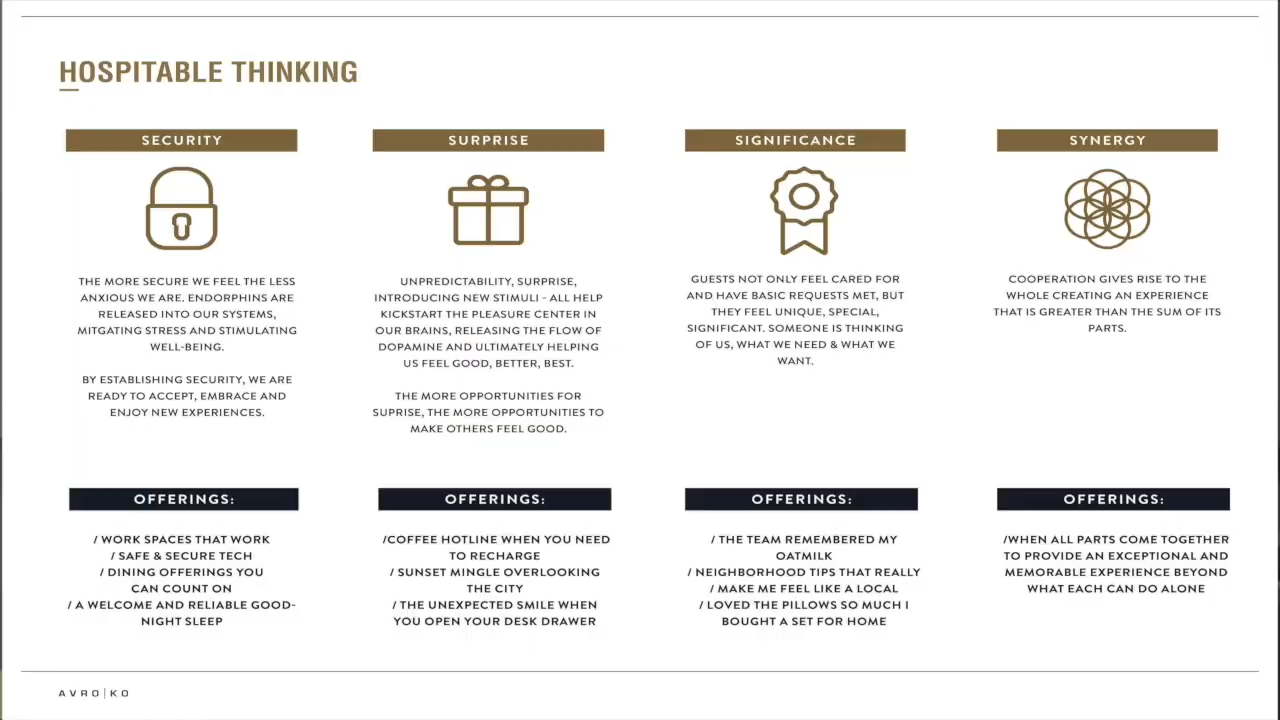 HOSPITABLE THINKING
SECURITY
THE MORE SECURE WE FEEL THE LESS
ANXIOUS WE ARE. ENDORPHINS ARE
RELEASED INTO OUR SYSTEMS,
MITGATING STRESS AND STIMULATING
WELL-BEING.
BY ESTABLISHING SECURITY, WE ARE
READY TO ACCEPT, EMBRACE AND
ENJOY NEW EXPERIENCES.
OFFERINGS:
/ WORK SPACES THAT WORK
/ SAFE & SECURE TECH
/ DINING OFFERINGS YOU
CAN COUNT ON
/ A WELCOME AND RELIABLE GOOD-
NIGHT SLEEP
SURPRISE
UNPREDICTABILITY, SURPRISE,
INTRODUCING NEW STIMULI - ALL HELP
KICKSTART THE PLEASURE CENTER IN
OUR BRAINS, RELEASING THE FLOW OF
DOPAMINE AND ULTIMATELY HELPING
US FEEL GOOD, BETTER, BEST.
THE MORE OPPORTUNITIES FOR
SUPRISE, THE MORE OPPORTUNITIES TO
MAKE OTHERS FEEL GOOD.
OFFERINGS:
/COFFEE HOTLINE WHEN YOU NEED
TO RECHARGE
/ SUNSET MINGLE OVERLOOKING
THE CITY
/ THE UNEXPECTED SMILE WHEN
YOU OPEN YOUR DESK DRAWER
SIGNIFICANCE
GUESTS NOT ONLY FEEL CARED FOR
AND HAVE BASIC REQUESTS MET, BUT
THEY FEEL UNIQUE, SPECIAL,
SIGNIFICANT. SOMEONE IS THINKING
OF US, WHAT WE NEED & WHAT WE
WANT.
OFFERINGS:
/ THE TEAM REMEMBERED MY
OATMILK
/ NEIGHBORHOOD TIPS THAT REALLY
/ MAKE ME FEEL LIKE A LOCAL
/ LOVED THE PILLOWS SO MUCH I
BOUGHT A SET FOR HOME
SYNERGY
COOPERATION GIVES RISE TO THE
WHOLE CREATING AN EXPERIENCE
THAT IS GREATER THAN THE SUM OF ITS
PARTS.
OFFERINGS:
/WHEN ALL PARTS COME TOGETHER
TO PROVIDE AN EXCEPTIONAL AND
MEMORABLE EXPERIENCE BEYOND
WHAT EACH CAN DO ALONE
AVRO|KO